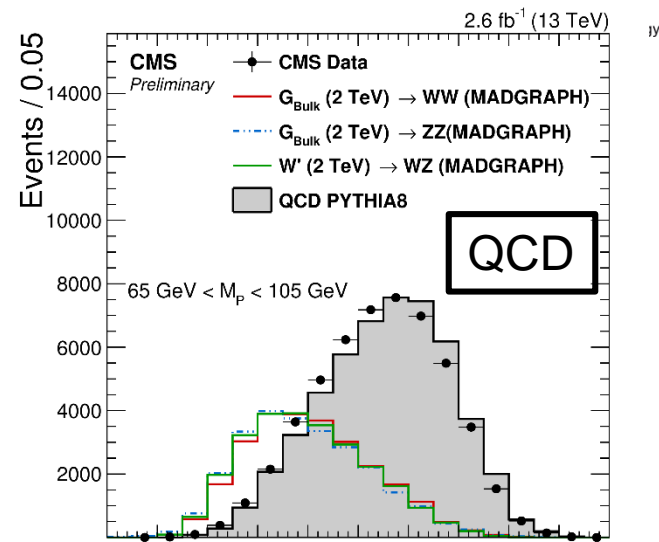 2.6 fb⁻¹ (13 TeV)
gy
CMS
Preliminary
CMS Data
G_Bulk (2 TeV) → WW (MADGRAPH)
G_Bulk (2 TeV) → ZZ(MADGRAPH)
W' (2 TeV) → WZ (MADGRAPH)
QCD PYTHIA8
QCD
65 GeV < M_P < 105 GeV
Events / 0.05
14000
12000
10000
8000
6000
4000
2000